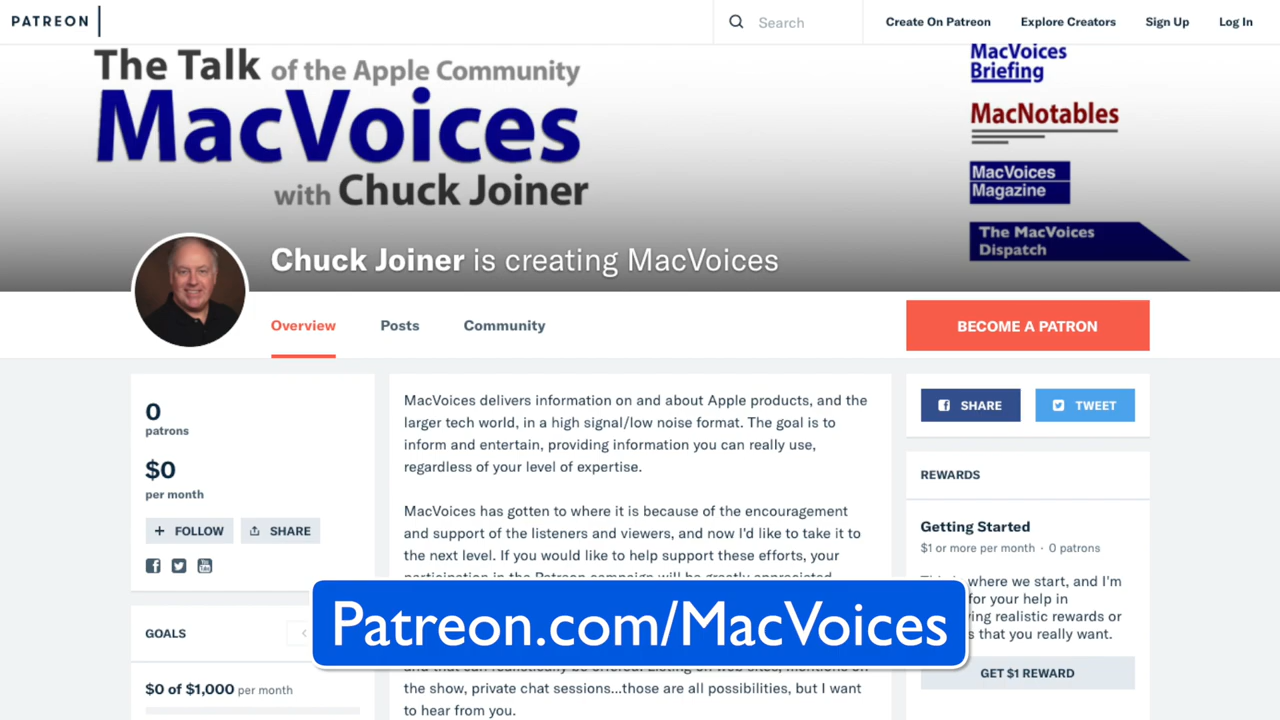 PATREON
Search
Create On Patreon
Explore Creators
Sign Up
Log In
The Talk of the Apple Community
MacVoices
with Chuck Joiner
MacVoices
Briefing
MacNotables
MacVoices
Magazine
The MacVoices
Dispatch
Chuck Joiner is creating MacVoices
Overview
Posts
Community
BECOME A PATRON
0
patrons
$0
per month
+ FOLLOW
SHARE
GOALS
$0 of $1,000 per month
MacVoices delivers information on and about Apple products, and the
larger tech world, in a high signal/low noise format. The goal is to
inform and entertain, providing information you can really use,
regardless of your level of expertise.
MacVoices has gotten to where it is because of the encouragement
and support of the listeners and viewers, and now I'd like to take it to
the next level. If you would like to help support these efforts, your
participation in the Patreon campaign will be greatly appreciated
Patreon.com/MacVoices
the show, private chat sessions...those are all possibilities, but I want
to hear from you.
SHARE
TWEET
REWARDS
Getting Started
$1 or more per month · 0 patrons
where we start, and I'm
for your help in
realistic rewards or
that you really want.
GET $1 REWARD